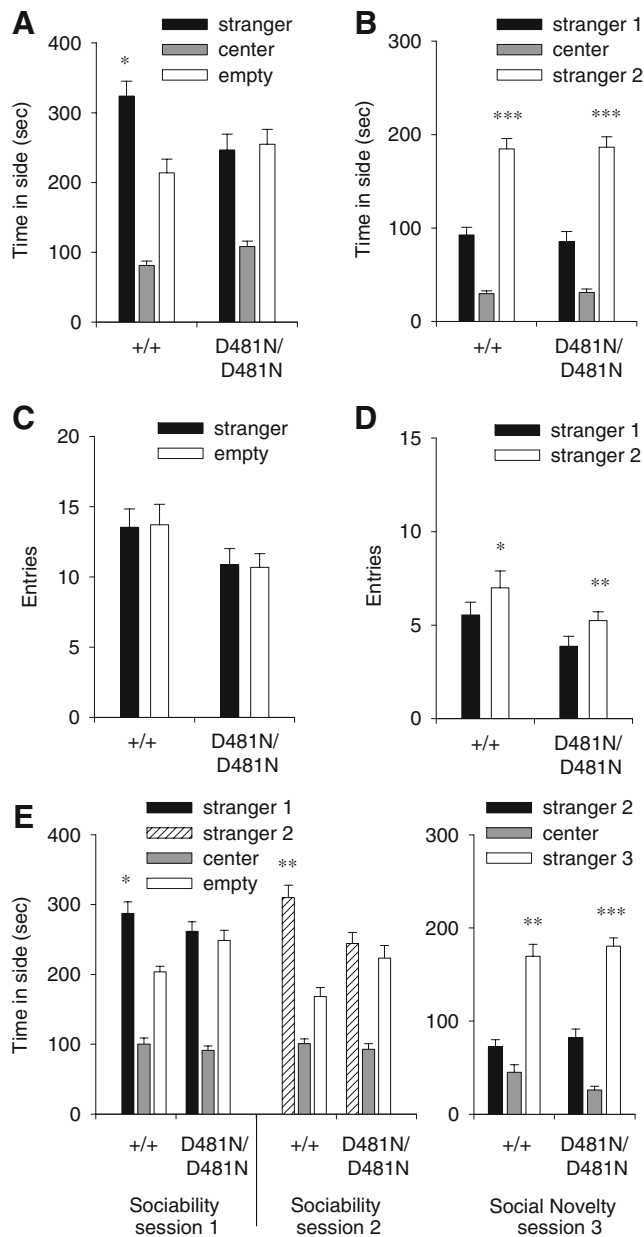 A
stranger
center
empty
Time in side (sec)
400
300
200
100
0
*
+/+
D481N/
D481N
B
stranger 1
center
stranger 2
Time in side (sec)
300
200
100
0
***
***
+/+
D481N/
D481N
C
stranger
empty
Entries
20
15
10
5
0
+/+
D481N/
D481N
D
stranger 1
stranger 2
Entries
15
10
5
0
*
**
+/+
D481N/
D481N
E
stranger 1
stranger 2
center
empty
Time in side (sec)
400
300
200
100
0
*
**
+/+
D481N/
D481N
+/+
D481N/
D481N
Sociability
session 1
Sociability
session 2
stranger 2
center
stranger 3
300
200
100
0
**
***
+/+
D481N/
D481N
Social Novelty
session 3